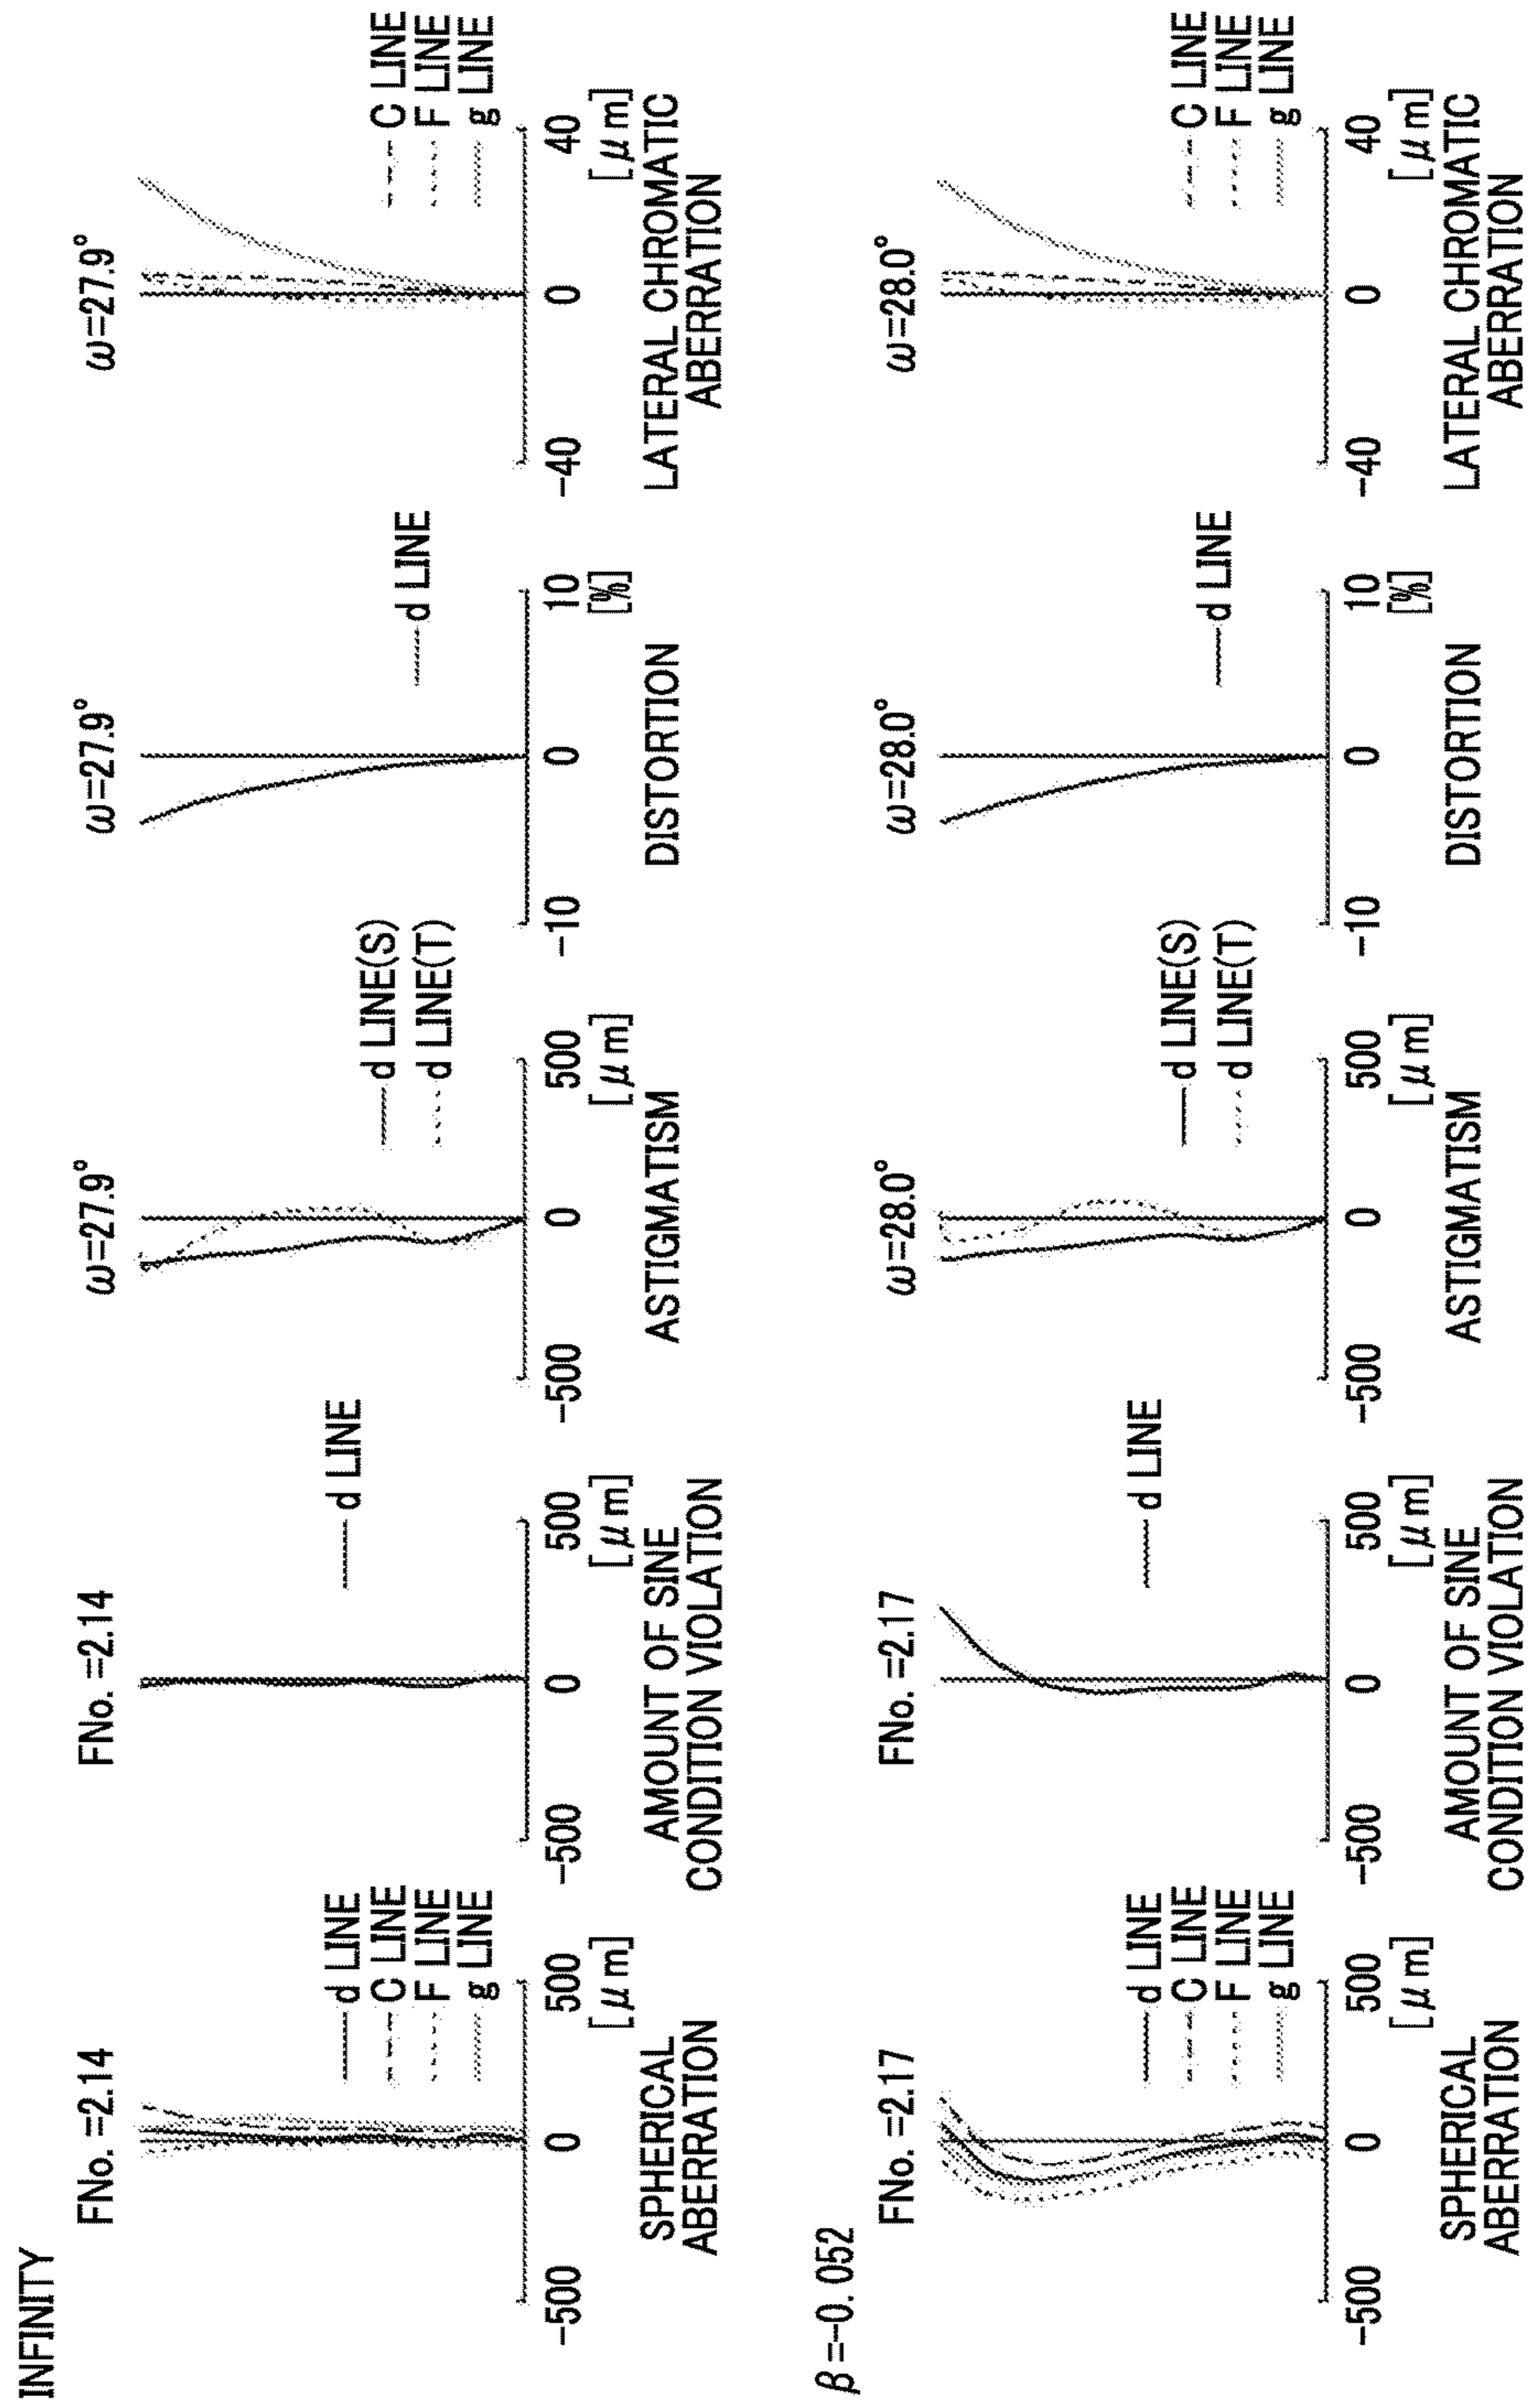 INFINITY
FNo. =2.14
d LINE
C LINE
F LINE
g LINE
-500
0
500
[μm]
SPHERICAL
ABERRATION
FNo. =2.14
d LINE
-500
0
500
[μm]
AMOUNT OF SINE
CONDITION VIOLATION
ω=27.9°
d LINE(S)
d LINE(T)
-500
0
500
[μm]
ASTIGMATISM
ω=27.9°
d LINE
-10
0
10
[%]
DISTORTION
ω=27.9°
C LINE
F LINE
g LINE
-40
0
40
[μm]
LATERAL CHROMATIC
ABERRATION
β=-0.052
FNo. =2.17
d LINE
C LINE
F LINE
g LINE
-500
0
500
[μm]
SPHERICAL
ABERRATION
FNo. =2.17
d LINE
-500
0
500
[μm]
AMOUNT OF SINE
CONDITION VIOLATION
ω=28.0°
d LINE(S)
d LINE(T)
-500
0
500
[μm]
ASTIGMATISM
ω=28.0°
d LINE
-10
0
10
[%]
DISTORTION
ω=28.0°
C LINE
F LINE
g LINE
-40
0
40
[μm]
LATERAL CHROMATIC
ABERRATION